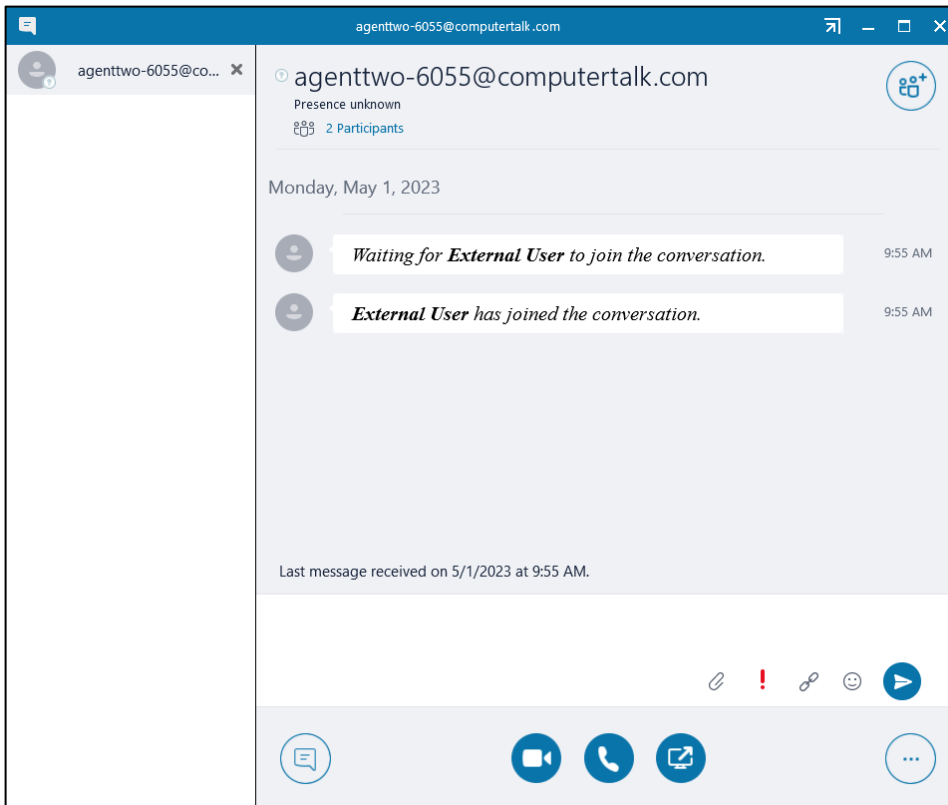 agenttwo-6055@computertalk.com
agenttwo-6055@co...
agenttwo-6055@computertalk.com
Presence unknown
2 Participants
Monday, May 1, 2023
Waiting for External User to join the conversation.
9:55 AM
External User has joined the conversation.
9:55 AM
Last message received on 5/1/2023 at 9:55 AM.